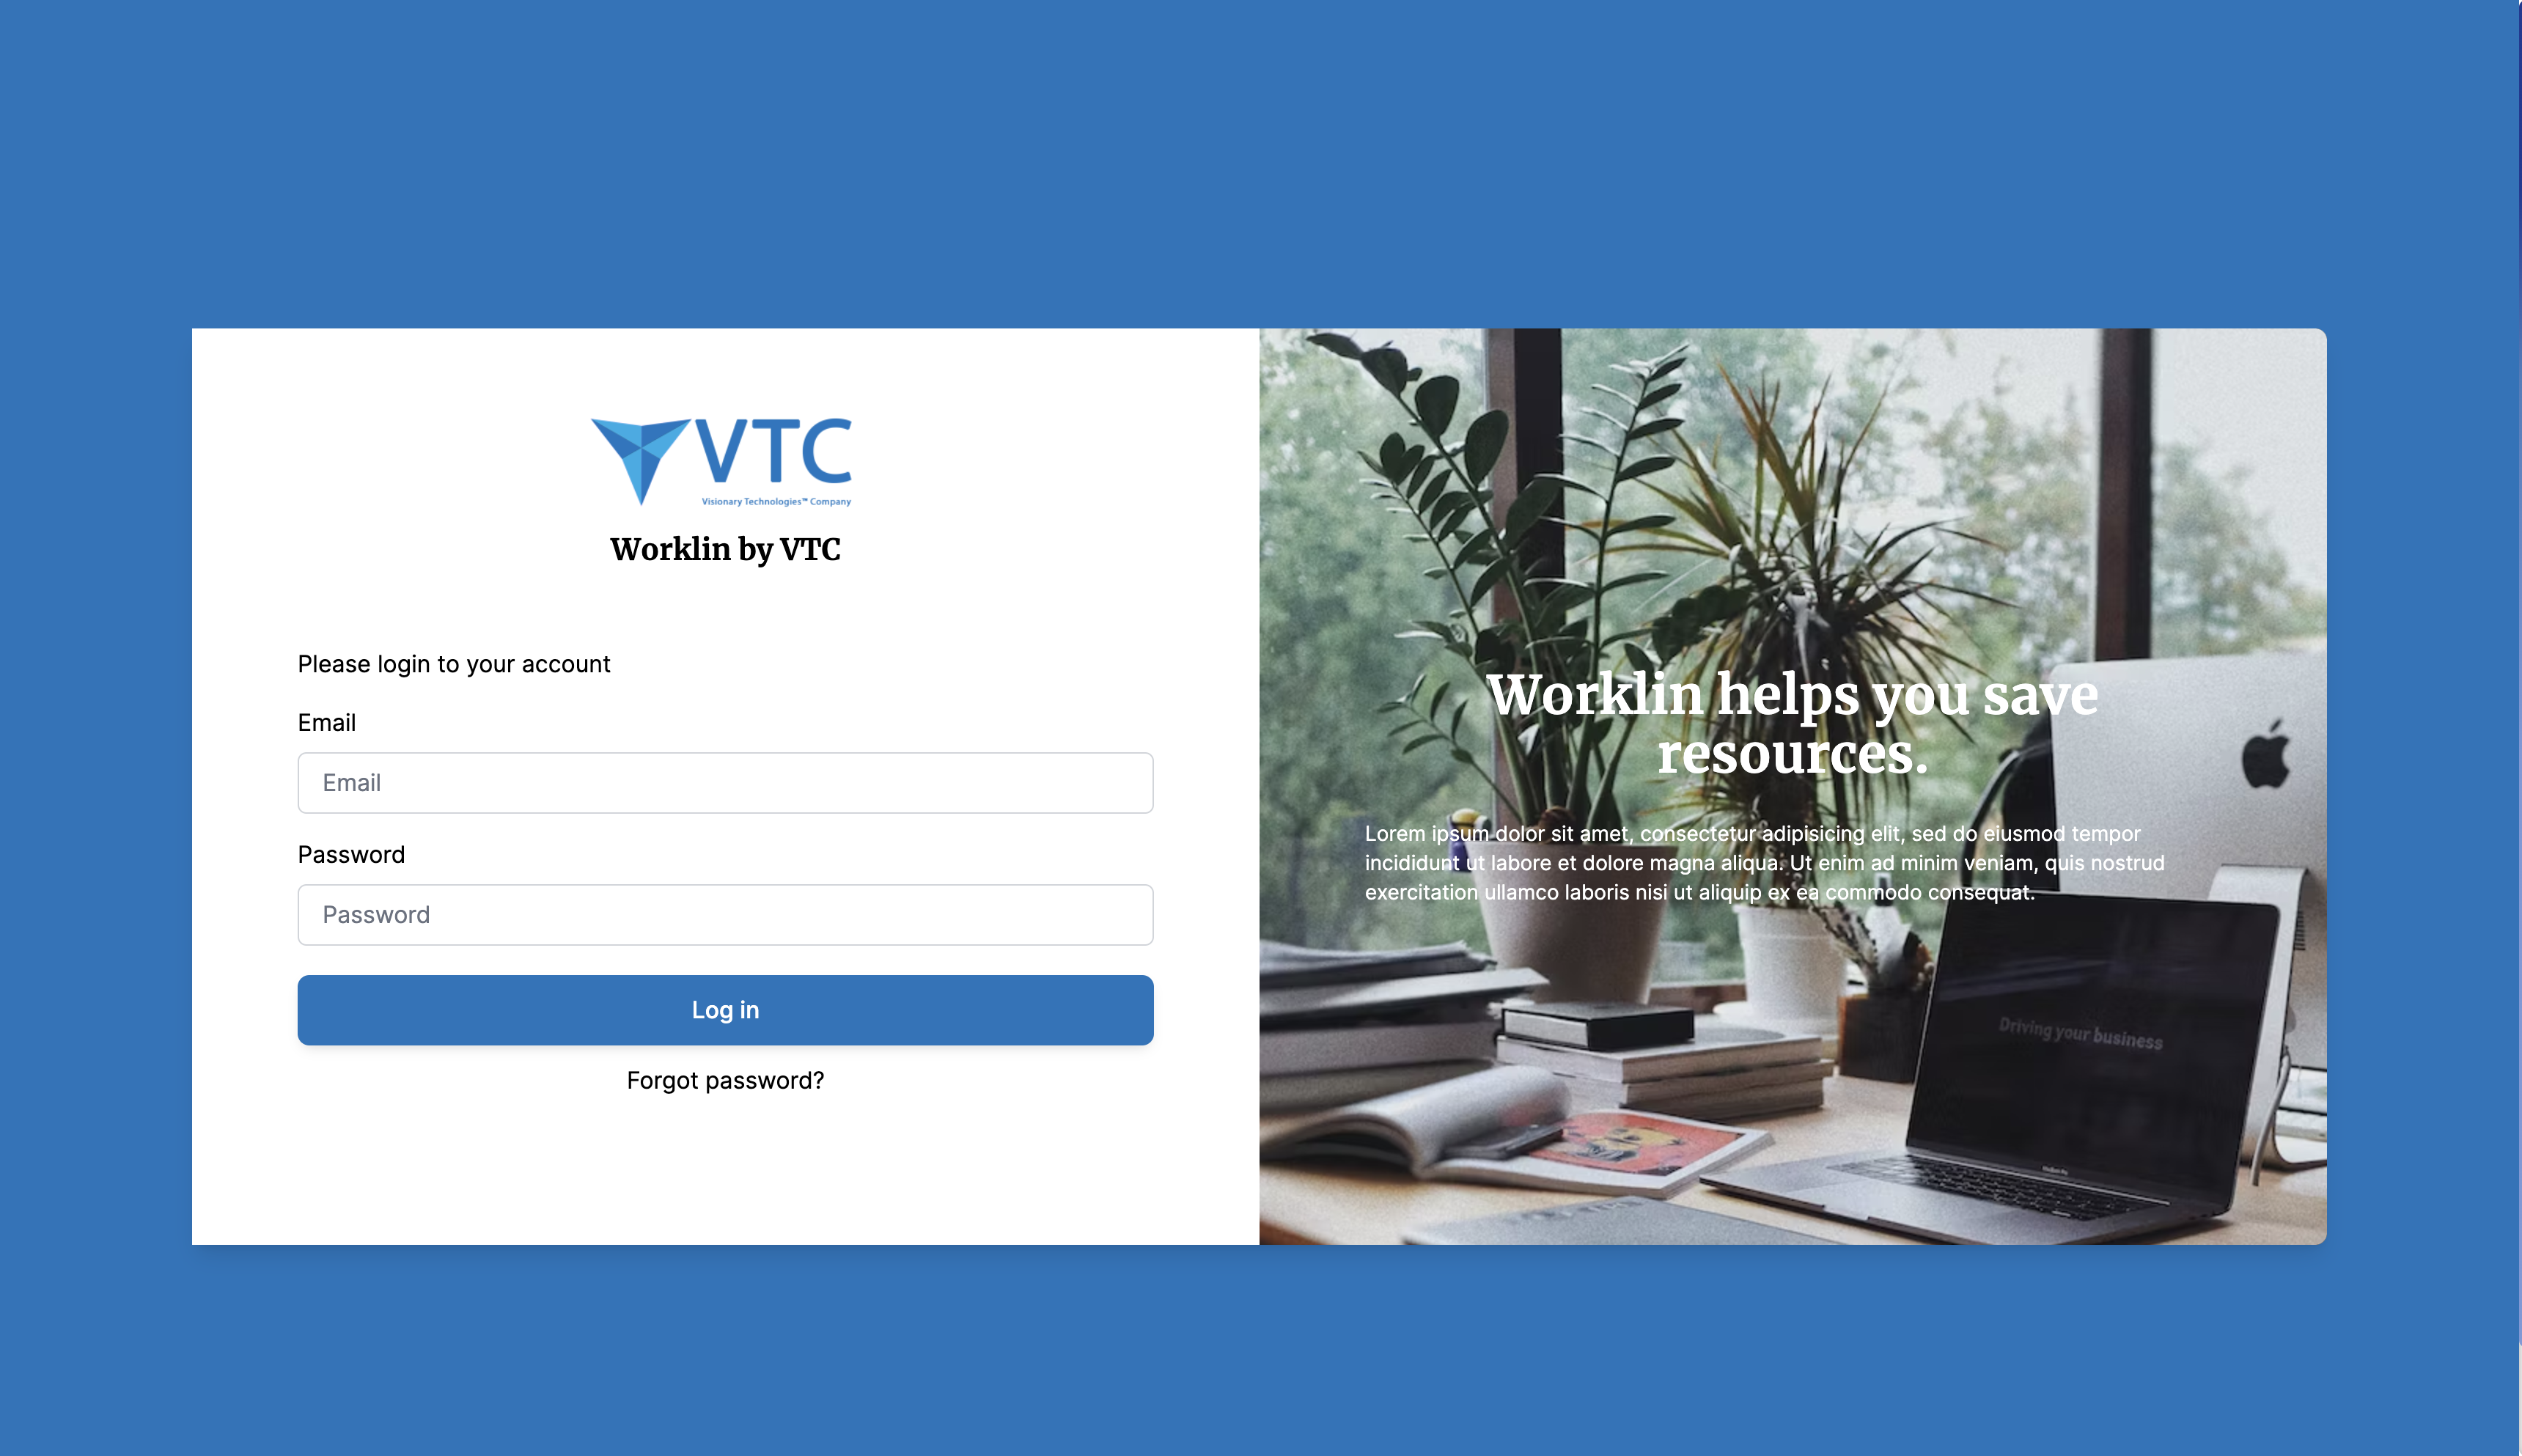 VTC
Visionary Technologies™ Company
Worklin by VTC
Please login to your account
Email
Email
Password
Password
Log in
Forgot password?
Worklin helps you save
resources.
Lorem ipsum dolor sit amet, consectetur adipisicing elit, sed do eiusmod tempor
incididunt ut labore et dolore magna aliqua. Ut enim ad minim veniam, quis nostrud
exercitation ullamco laboris nisi ut aliquip ex ea commodo consequat.
Driving your business
MacBook Pro